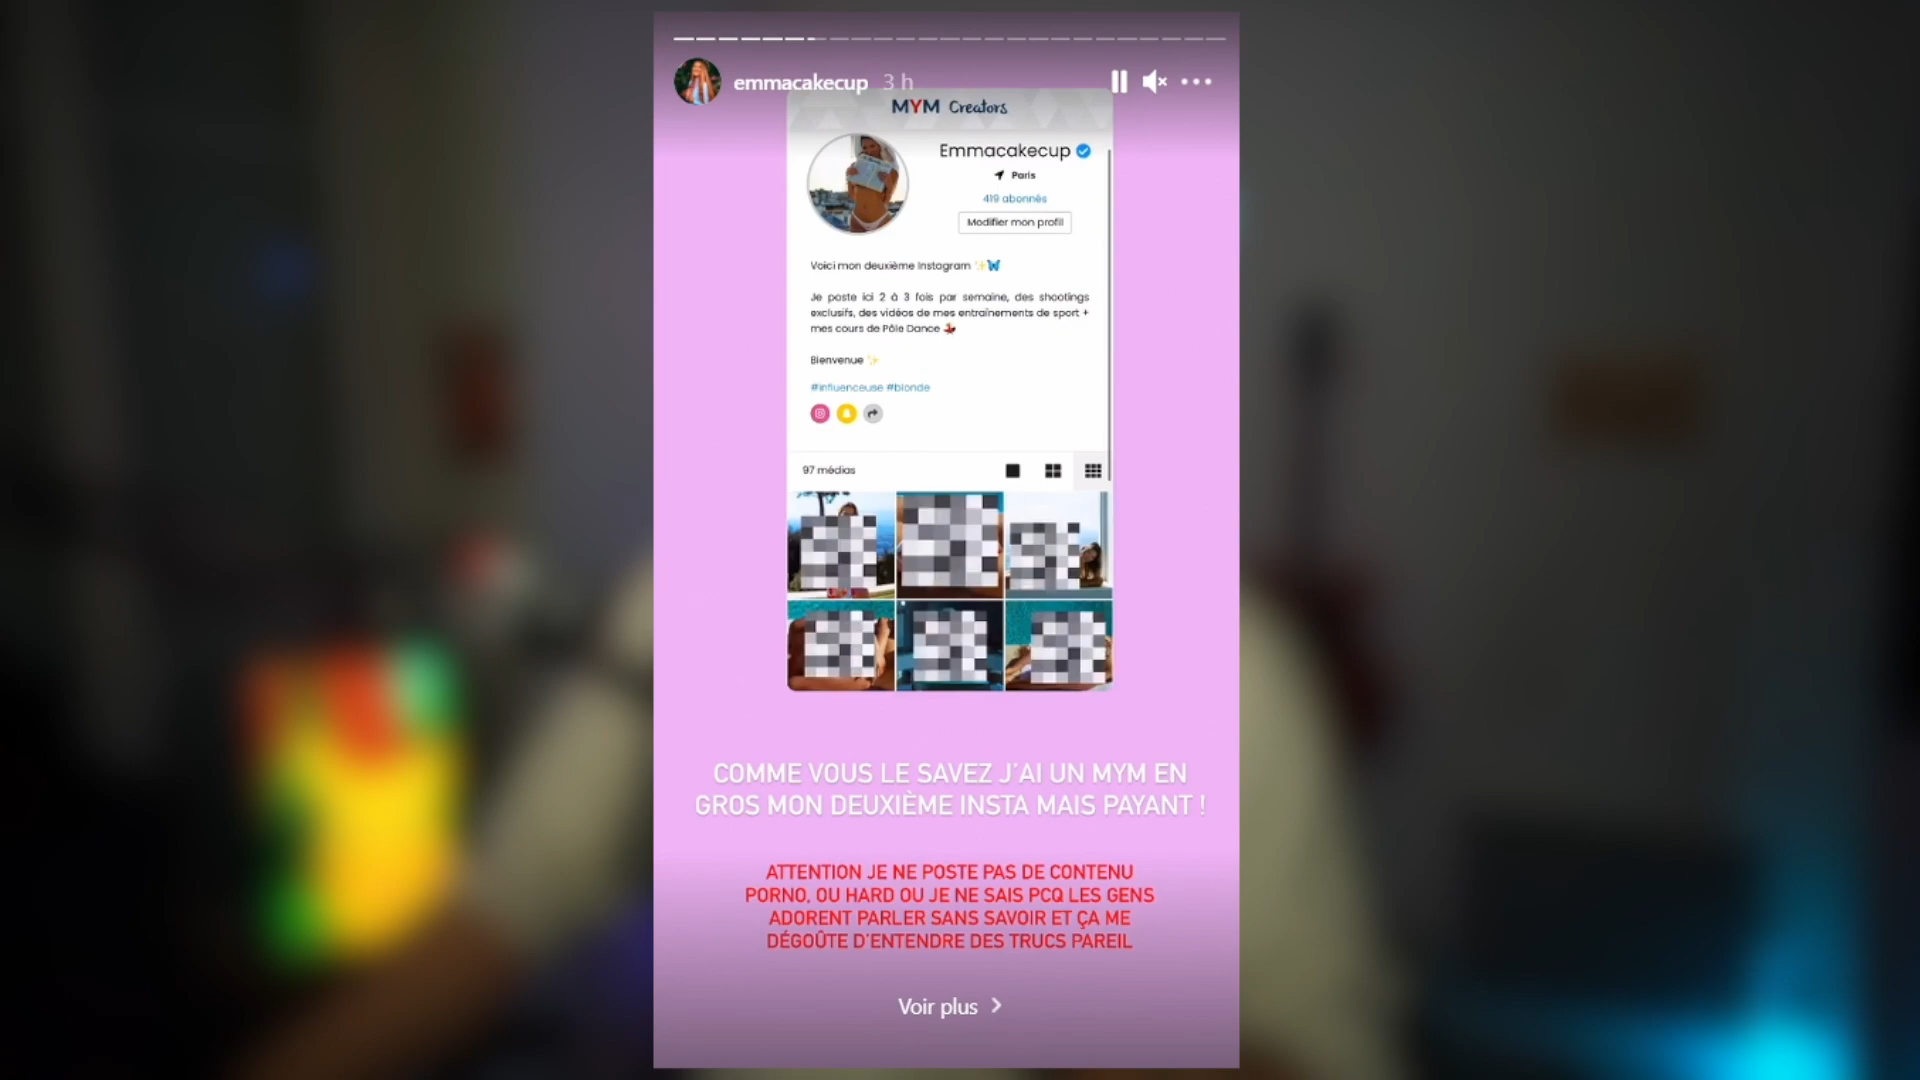 emmacakecup 3 h
MYM Creators
Emmacakecup
Paris
419 abonnés
Modifier mon profil
Voici mon deuxième Instagram
Je poste ici 2 à 3 fois par semaine, des shootings
exclusifs, des vidéos de mes entraînements de sport +
mes cours de Pôle Dance
Bienvenue
#influenceuse #blonde
97 médias
COMME VOUS LE SAVEZ J'AI UN MYM EN
GROS MON DEUXIÈME INSTA MAIS PAYANT !
ATTENTION JE NE POSTE PAS DE CONTENU
PORNO, OU HARD OU JE NE SAIS PCQ LES GENS
ADORENT PARLER SANS SAVOIR ET ÇA ME
DÉGOÛTE D'ENTENDRE DES TRUCS PAREIL
Voir plus